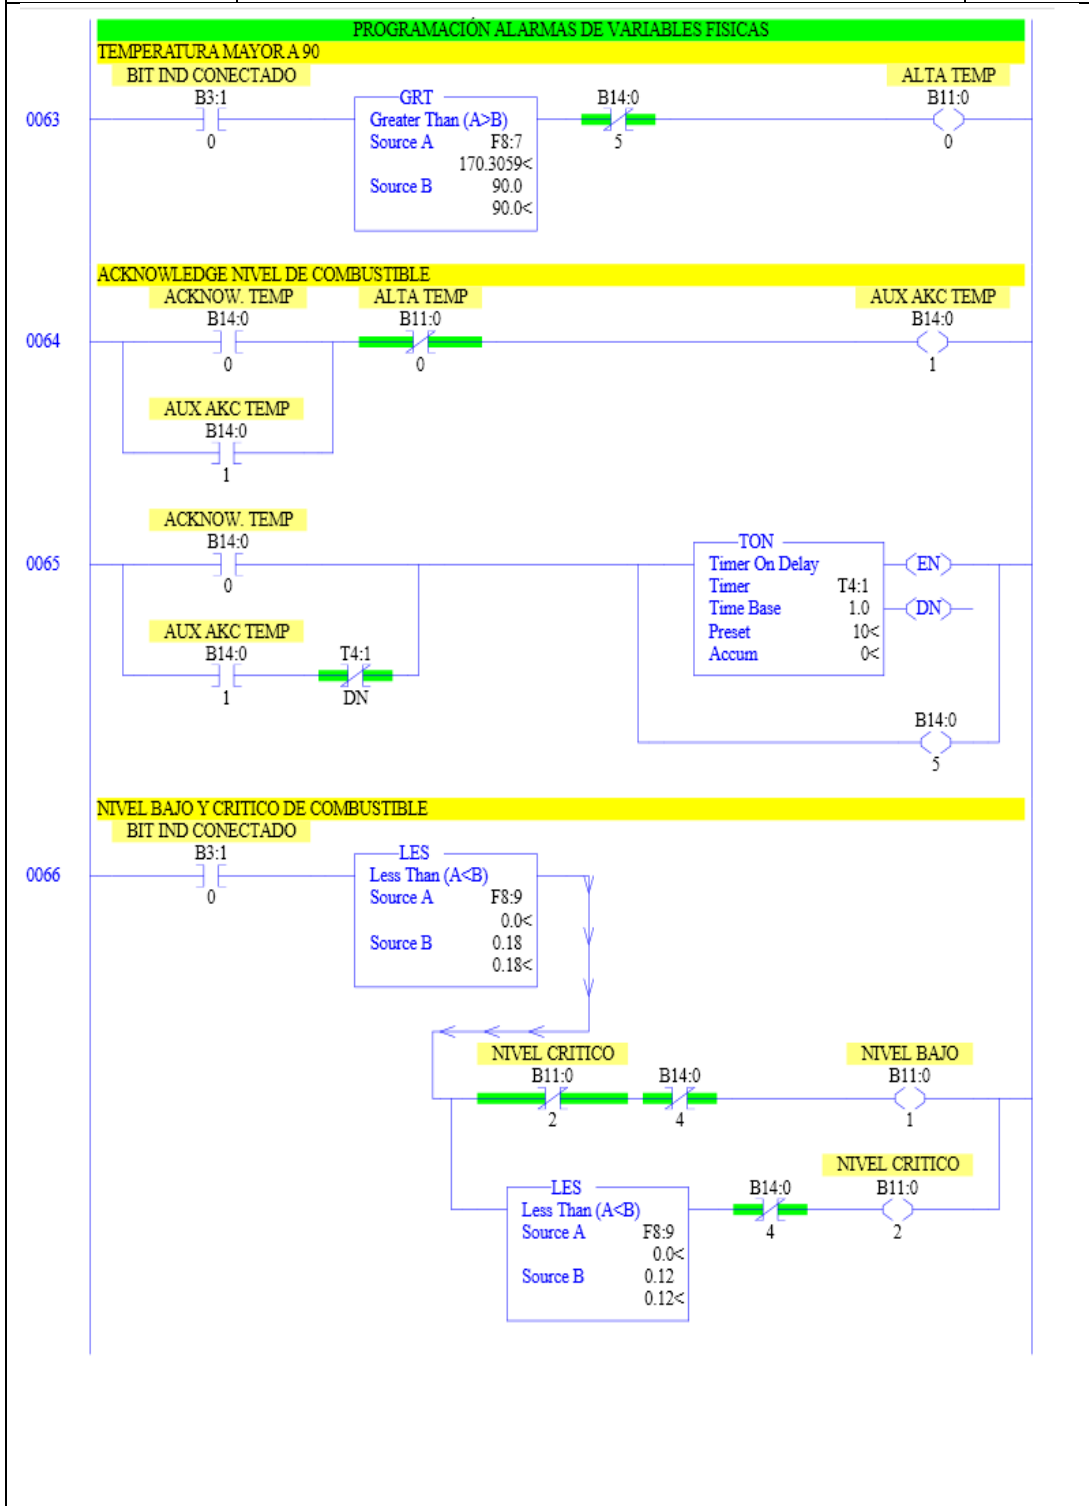 PROGRAMACIÓN ALARMAS DE VARIABLES FISICAS
TEMPERATURA MAYOR A 90
BIT IND CONECTADO
ALTA TEMP
B3:1
GRT
B14:0
B11:0
0063
Greater Than (A>B)
0
Source A F8:7
5
0
170.3059<
Source B 90.0
90.0<
ACKNOWLEDGE NIVEL DE COMBUSTIBLE
ACKNOW. TEMP
ALTA TEMP
AUX AKC TEMP
B14:0
B11:0
B14:0
0064
0
0
1
AUX AKC TEMP
B14:0
1
ACKNOW. TEMP
B14:0
TON
0065
Timer On Delay
EN
0
Timer T4:1
Time Base 1.0
DN
AUX AKC TEMP
Preset 10<
B14:0
T4:1
Accum 0<
1
DN
B14:0
5
NIVEL BAJO Y CRITICO DE COMBUSTIBLE
BIT IND CONECTADO
B3:1
LES
0066
Less Than (A<B)
0
Source A F8:9
0.0<
Source B 0.18
0.18<
NIVEL CRITICO
NIVEL BAJO
B11:0
B14:0
B11:0
2
4
1
NIVEL CRITICO
LES
B14:0
B11:0
Less Than (A<B)
Source A F8:9
4
2
0.0<
Source B 0.12
0.12<